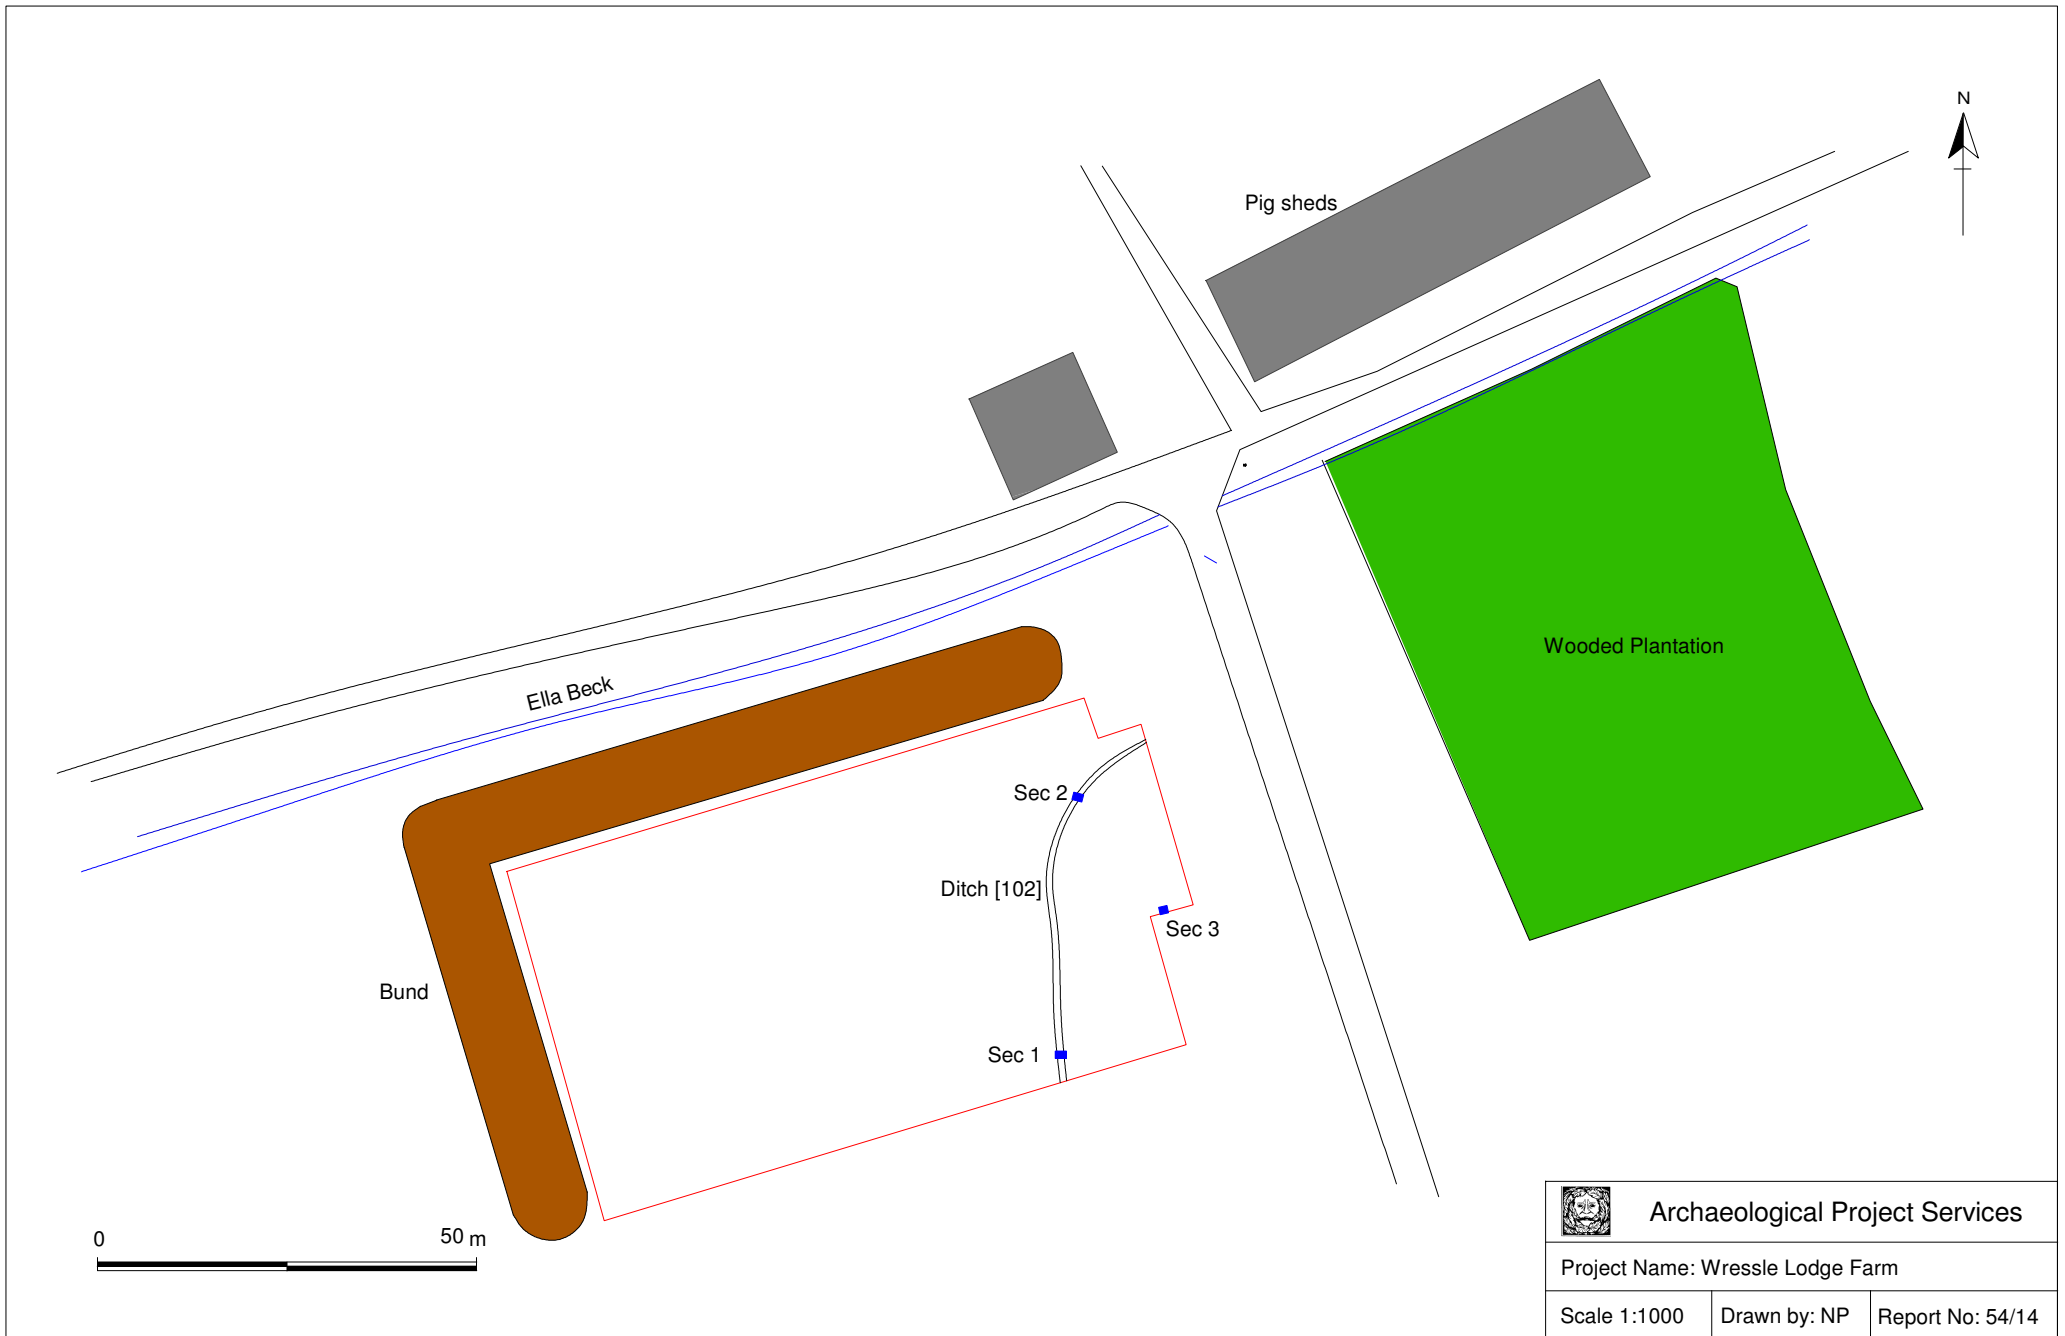 N
Pig sheds
Wooded Plantation
Ella Beck
Sec 2
Ditch [102]
Sec 3
Bund
Sec 1
0 50 m
Archaeological Project Services
Project Name: Wressle Lodge Farm
Scale 1:1000 Drawn by: NP Report No: 54/14